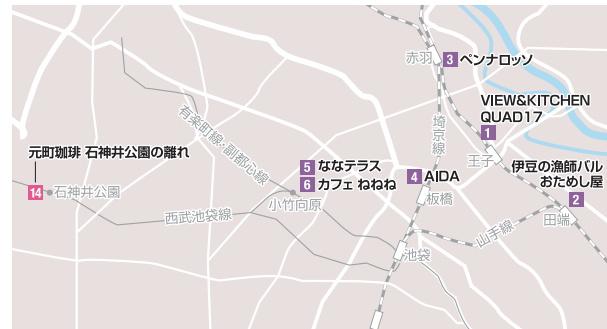 赤羽
3 ペンナロッソ
VIEW&KITCHEN
QUAD17
1
王子
埼京線
有楽町線・副都心線
元町珈琲 石神井公園の離れ
14 石神井公園
5 ななテラス
6 カフェ ねねね
小竹向原
4 AIDA
板橋
伊豆の漁師バル
おためし屋
2
田端
西武池袋線
山手線
池袋